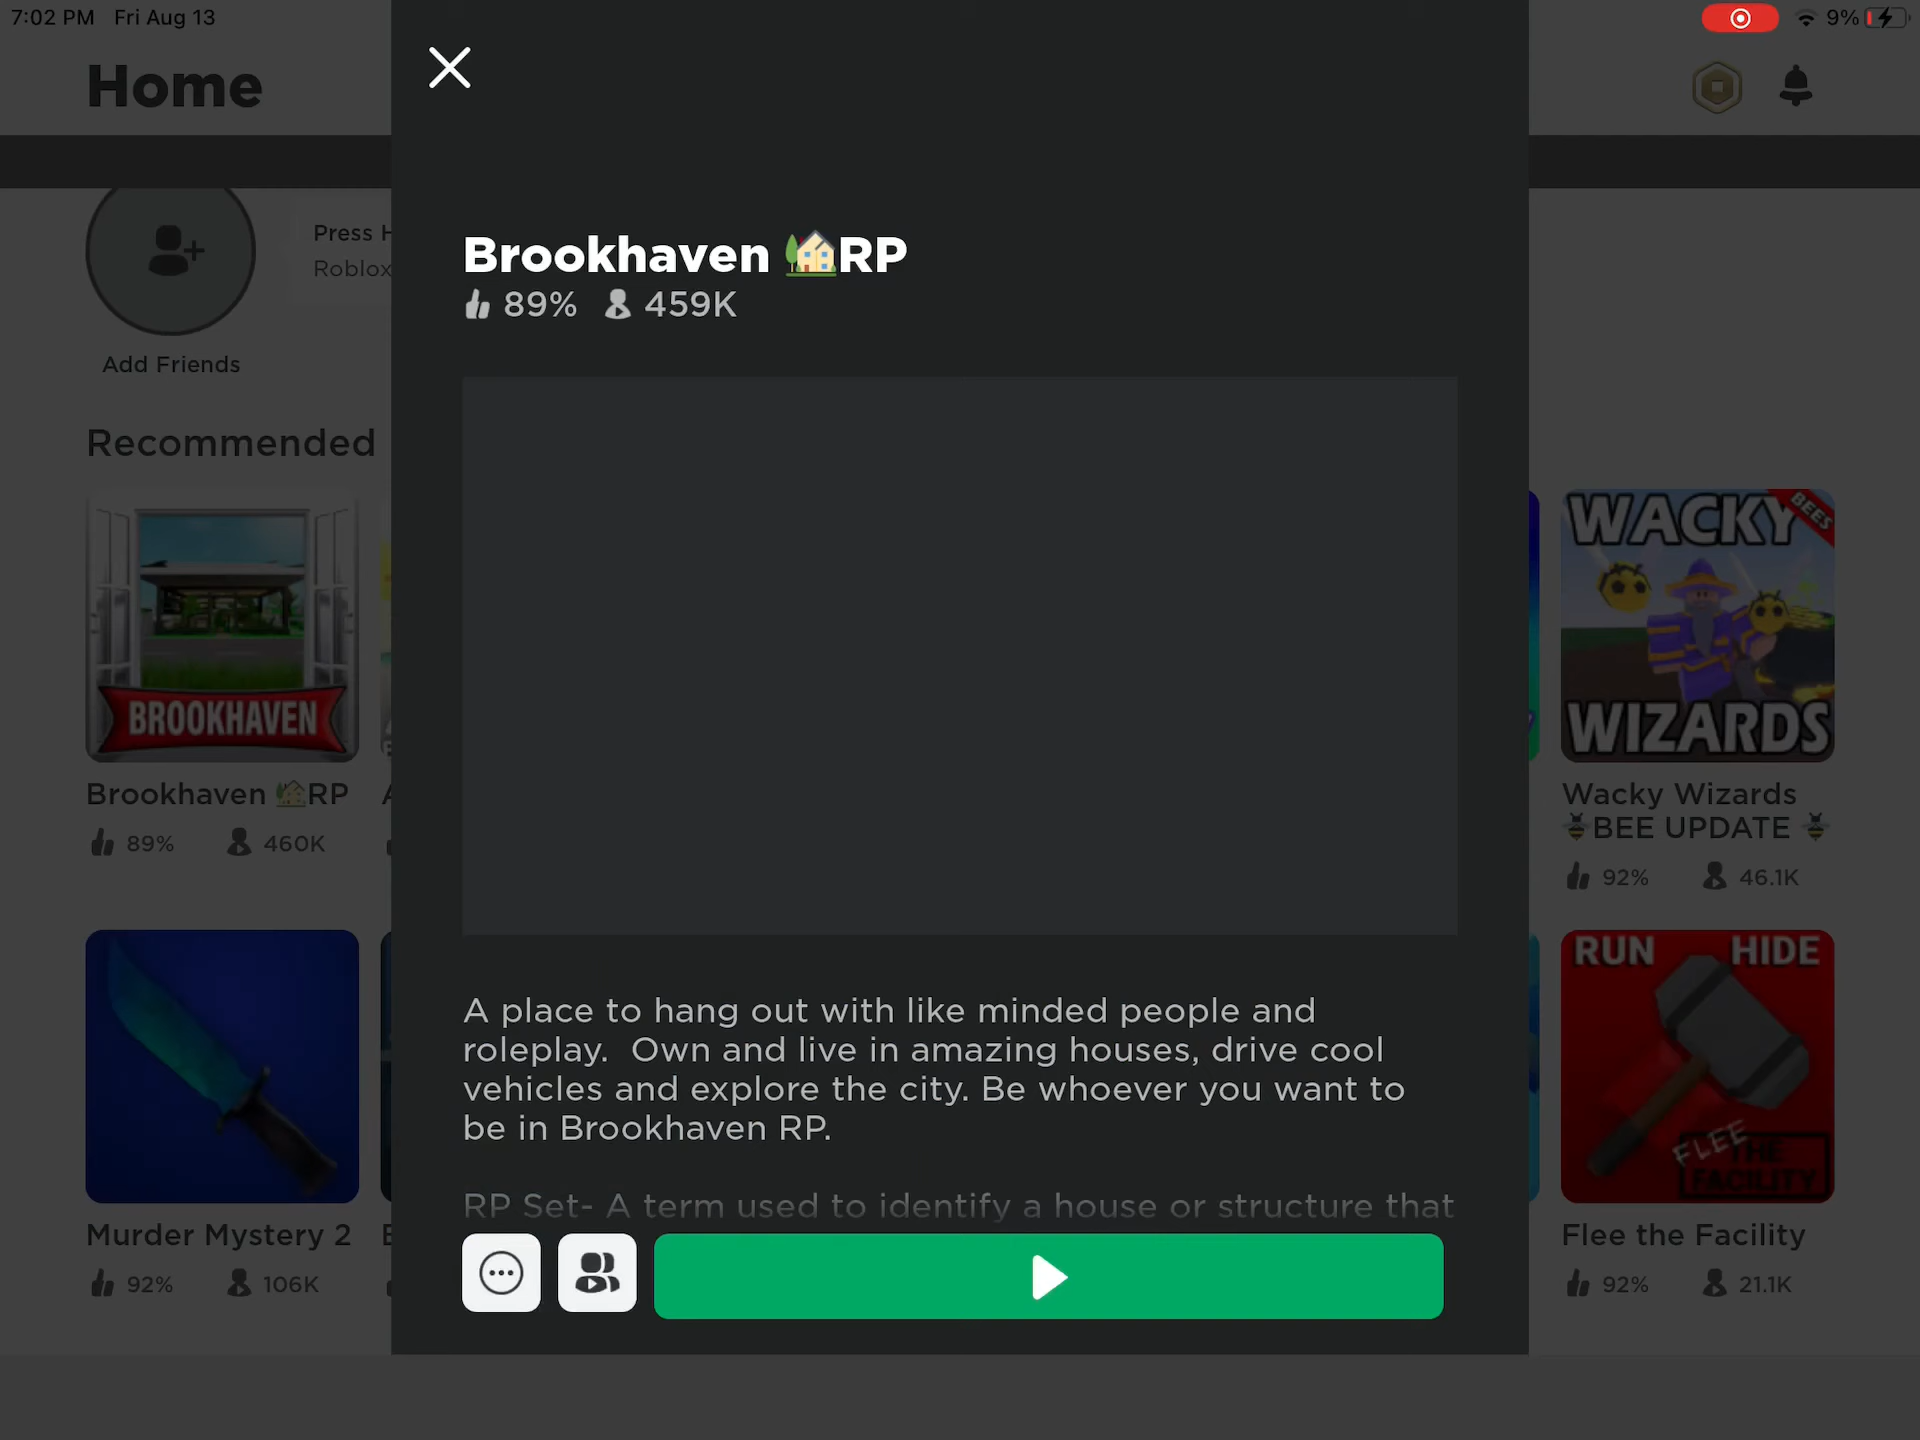 7:02 PM Fri Aug 13
9%
Home
Press H
Roblox
Add Friends
Recommended
BROOKHAVEN
Brookhaven 🏡RP
89% 460K
Murder Mystery 2
92% 106K
Brookhaven 🏡RP
89% 459K
A place to hang out with like minded people and
roleplay.  Own and live in amazing houses, drive cool
vehicles and explore the city. Be whoever you want to
be in Brookhaven RP.
RP Set- A term used to identify a house or structure that
WACKY
BEES
WIZARDS
Wacky Wizards
🐝BEE UPDATE 🐝
92% 46.1K
RUN HIDE
FLEE
THE
FACILITY
Flee the Facility
92% 21.1K